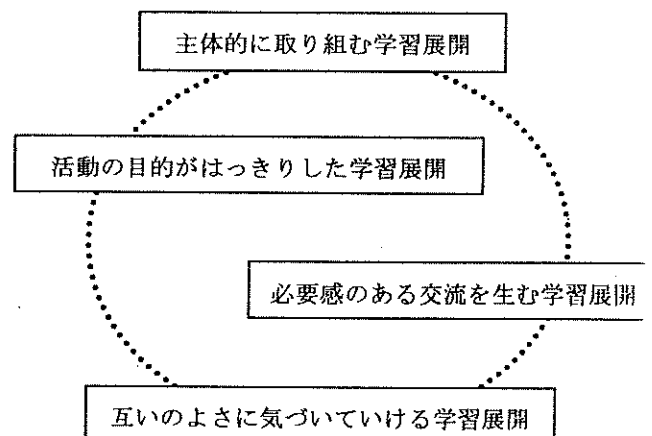 主体的に取り組む学習展開
活動の目的がはっきりした学習展開
必要感のある交流を生む学習展開
互いのよさに気づいていける学習展開